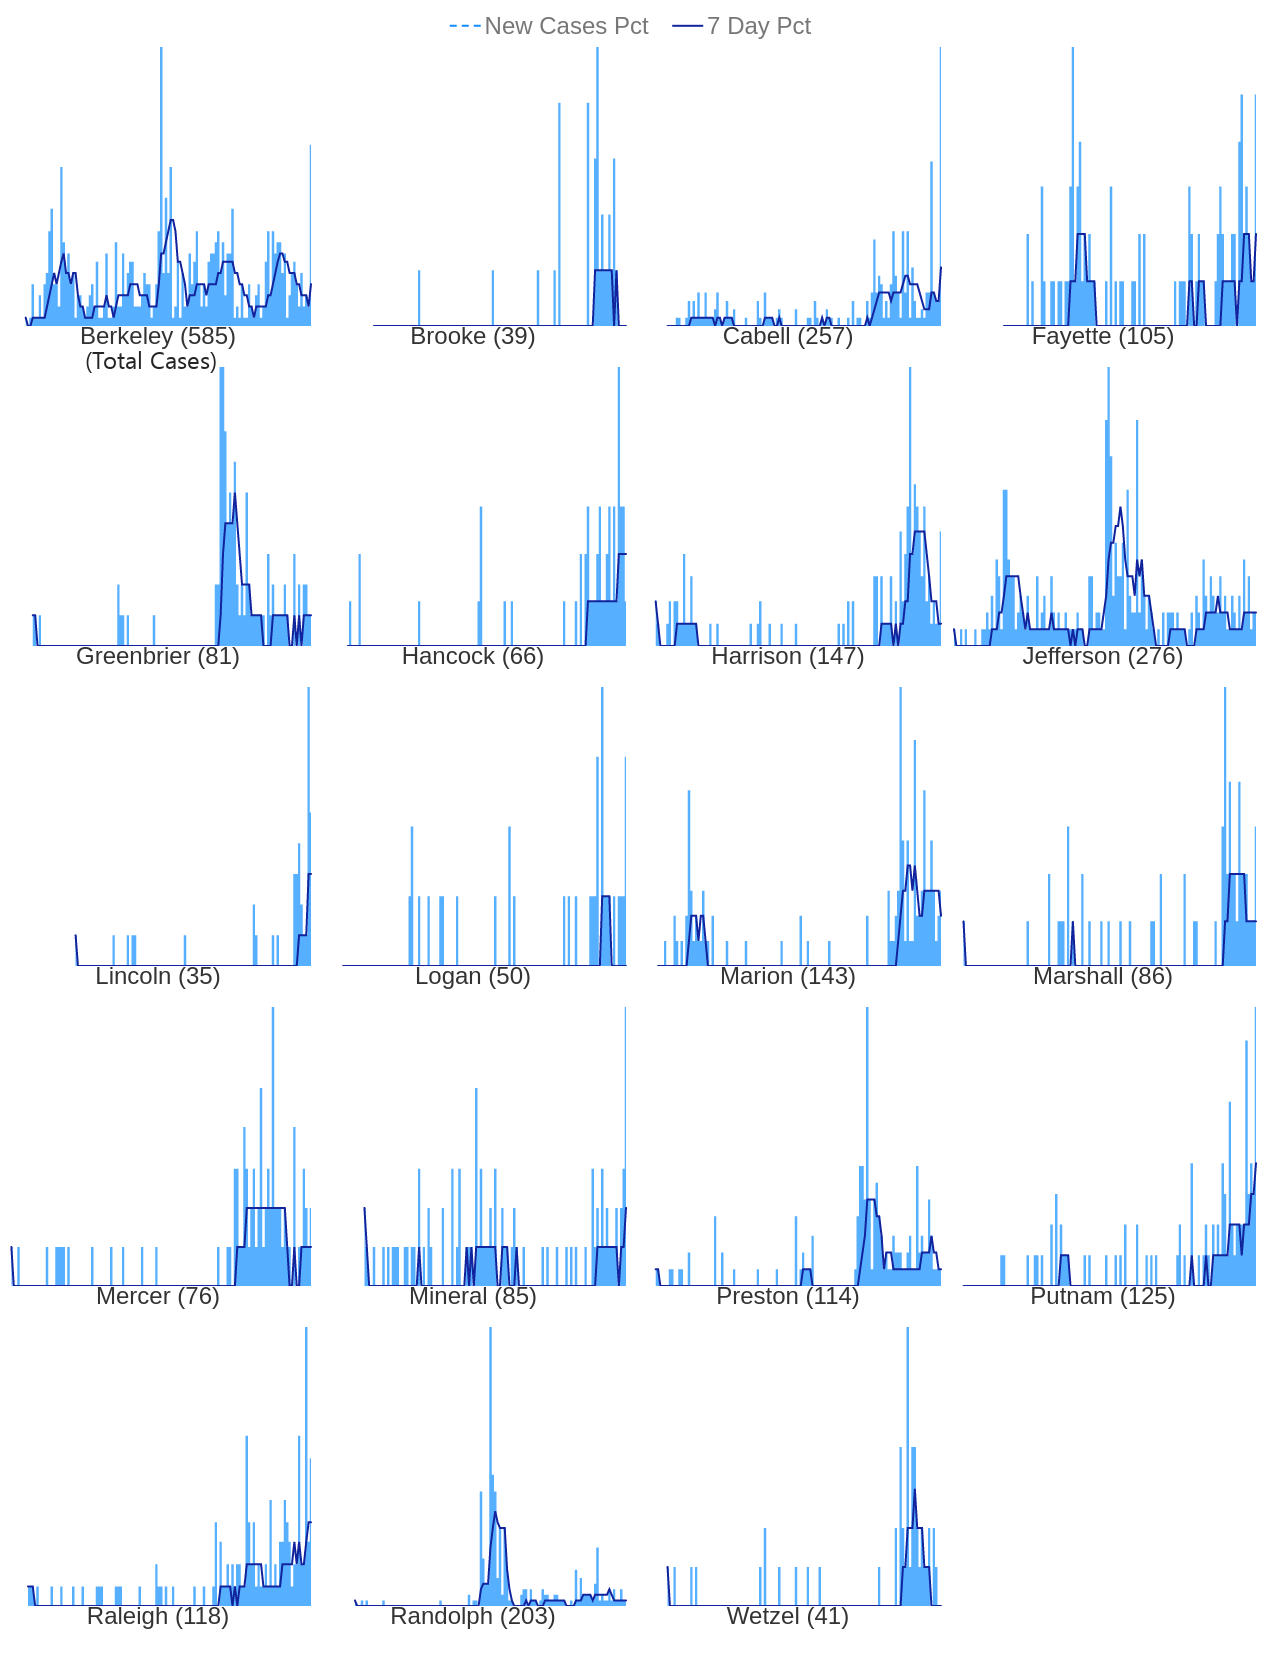 New Cases Pct 7 Day Pct
Berkeley (585) Brooke (39) Cabell (257) Fayette (105)
(Total Cases)
Greenbrier (81) Hancock (66) Harrison (147) Jefferson (276)
Lincoln (35) Logan (50) Marion (143) Marshall (86)
Mercer (76) Mineral (85) Preston (114) Putnam (125)
Raleigh (118) Randolph (203) Wetzel (41)